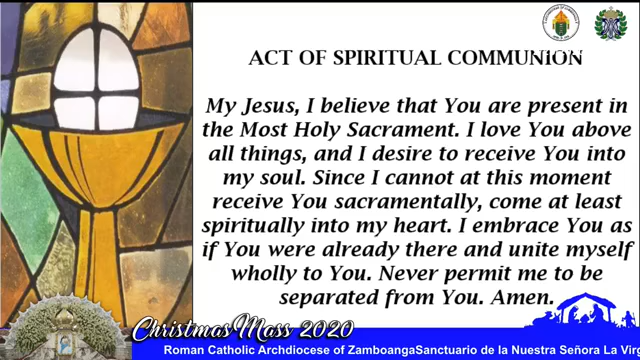 ACT OF SPIRITUAL COMMUNION
My Jesus, I believe that You are present in
the Most Holy Sacrament. I love You above
all things, and I desire to receive You into
my soul. Since I cannot at this moment
receive You sacramentally, come at least
spiritually into my heart. I embrace You as
if You were already there and unite myself
wholly to You. Never permit me to be
separated from You. Amen.
Christmas Mass 2020
Roman Catholic Archdiocese of ZamboangaSanctuario de la Nuestra Señora La Vir